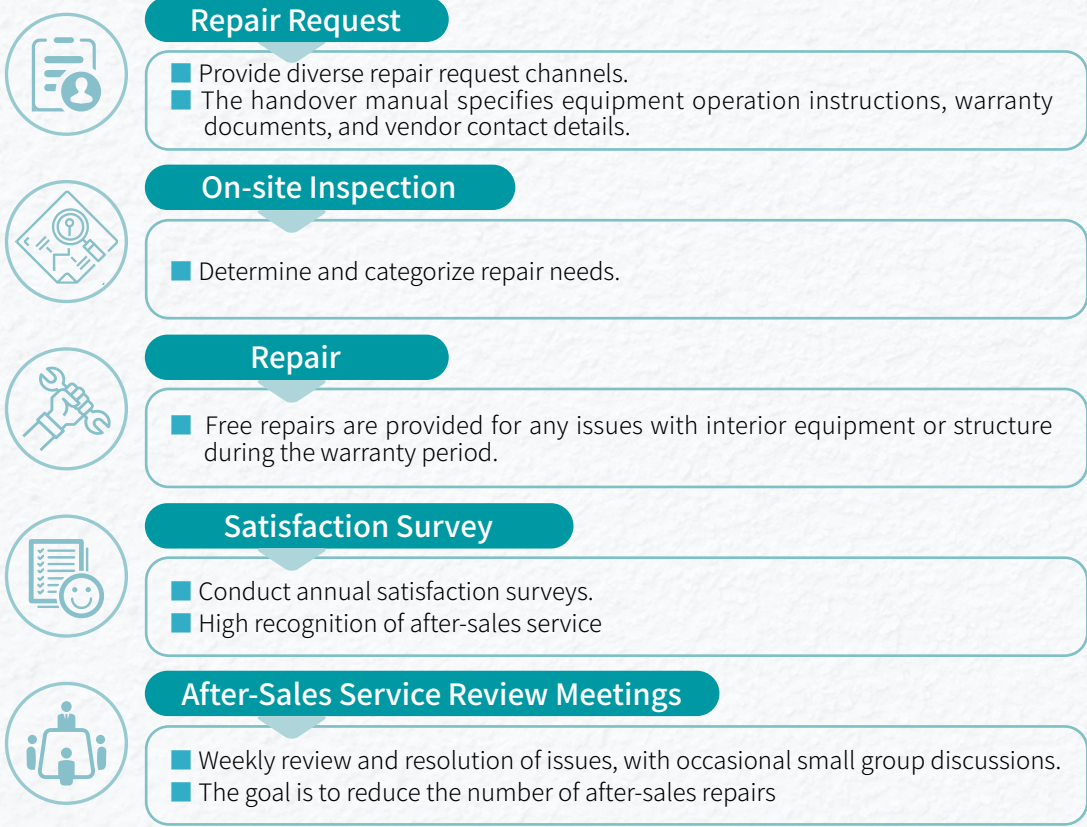 Repair Request
■ Provide diverse repair request channels.
■ The handover manual specifies equipment operation instructions, warranty
documents, and vendor contact details.
On-site Inspection
■ Determine and categorize repair needs.
Repair
■ Free repairs are provided for any issues with interior equipment or structure
during the warranty period.
Satisfaction Survey
■ Conduct annual satisfaction surveys.
■ High recognition of after-sales service
After-Sales Service Review Meetings
■ Weekly review and resolution of issues, with occasional small group discussions.
■ The goal is to reduce the number of after-sales repairs